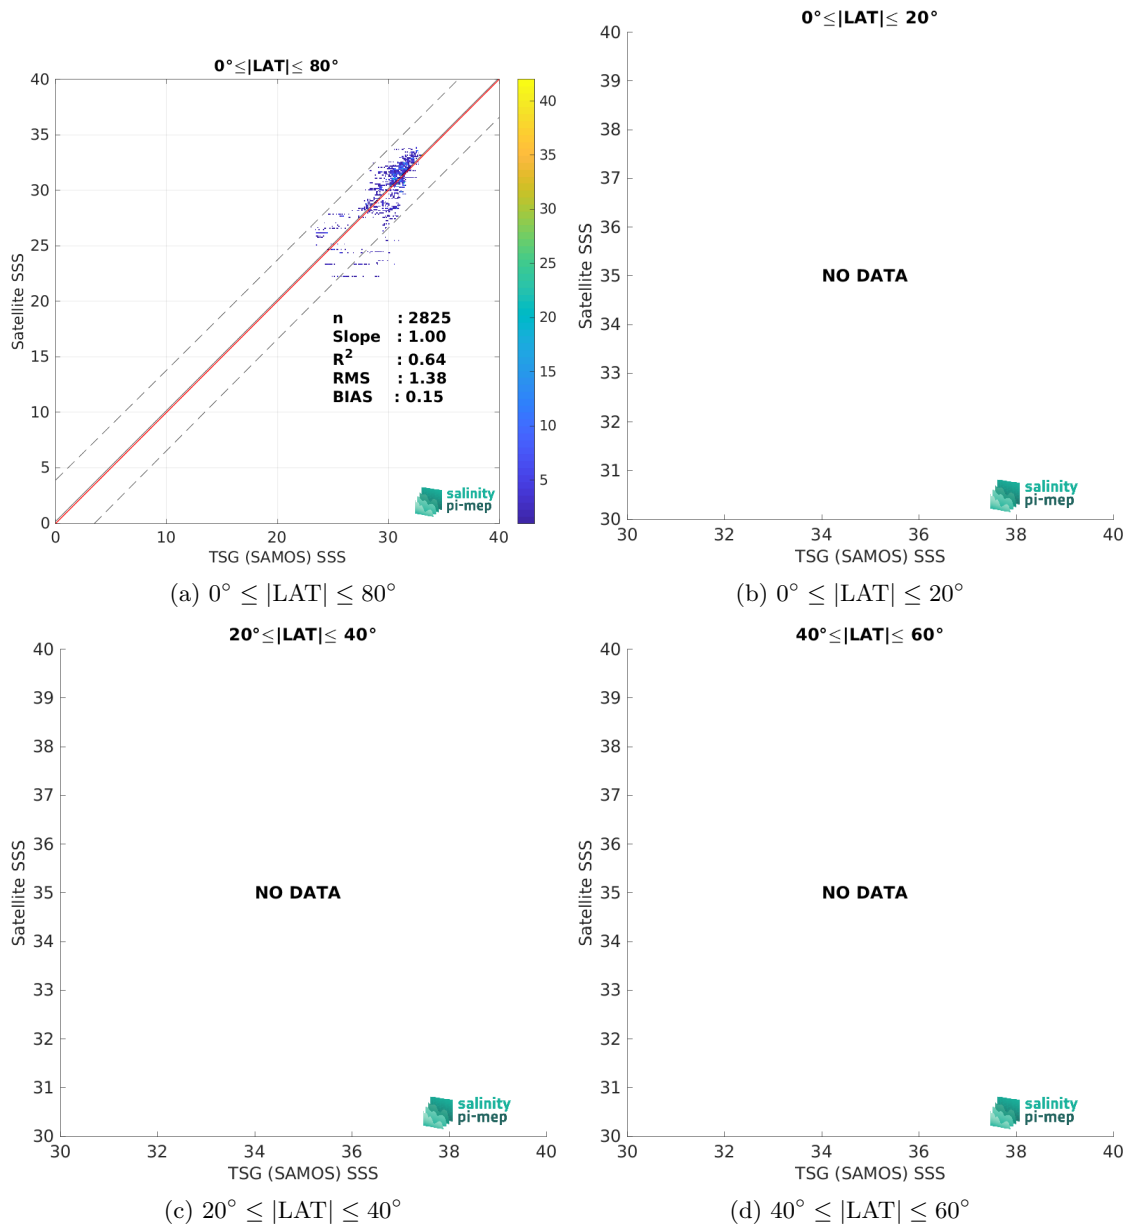 0°≤|LAT|≤ 80°
40
35
30
25
20
15
10
5
0
0
10
20
30
40
Satellite SSS
TSG (SAMOS) SSS
n : 2825
Slope : 1.00
R² : 0.64
RMS : 1.38
BIAS : 0.15
salinity
pi-mep
40
35
30
25
20
15
10
5
(a) 0° ≤ |LAT| ≤ 80°
0°≤|LAT|≤ 20°
40
39
38
37
36
35
34
33
32
31
30
30
32
34
36
38
40
Satellite SSS
NO DATA
TSG (SAMOS) SSS
salinity
pi-mep
(b) 0° ≤ |LAT| ≤ 20°
20°≤|LAT|≤ 40°
40
39
38
37
36
35
34
33
32
31
30
30
32
34
36
38
40
Satellite SSS
NO DATA
TSG (SAMOS) SSS
salinity
pi-mep
(c) 20° ≤ |LAT| ≤ 40°
40°≤|LAT|≤ 60°
40
39
38
37
36
35
34
33
32
31
30
30
32
34
36
38
40
Satellite SSS
NO DATA
TSG (SAMOS) SSS
salinity
pi-mep
(d) 40° ≤ |LAT| ≤ 60°